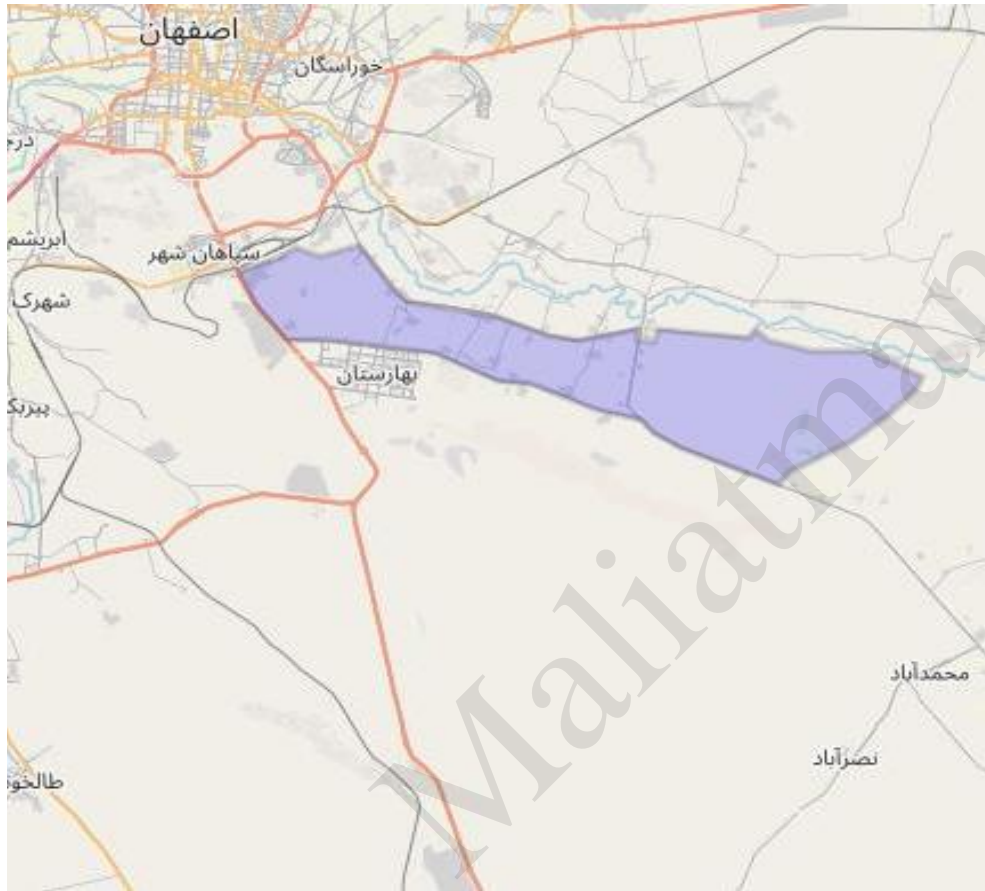 اصفهان
خوراسگان
سپاهان شهر
ابریشم
شهرک
بهارستان
محمدآباد
نصرآباد
Maliatman